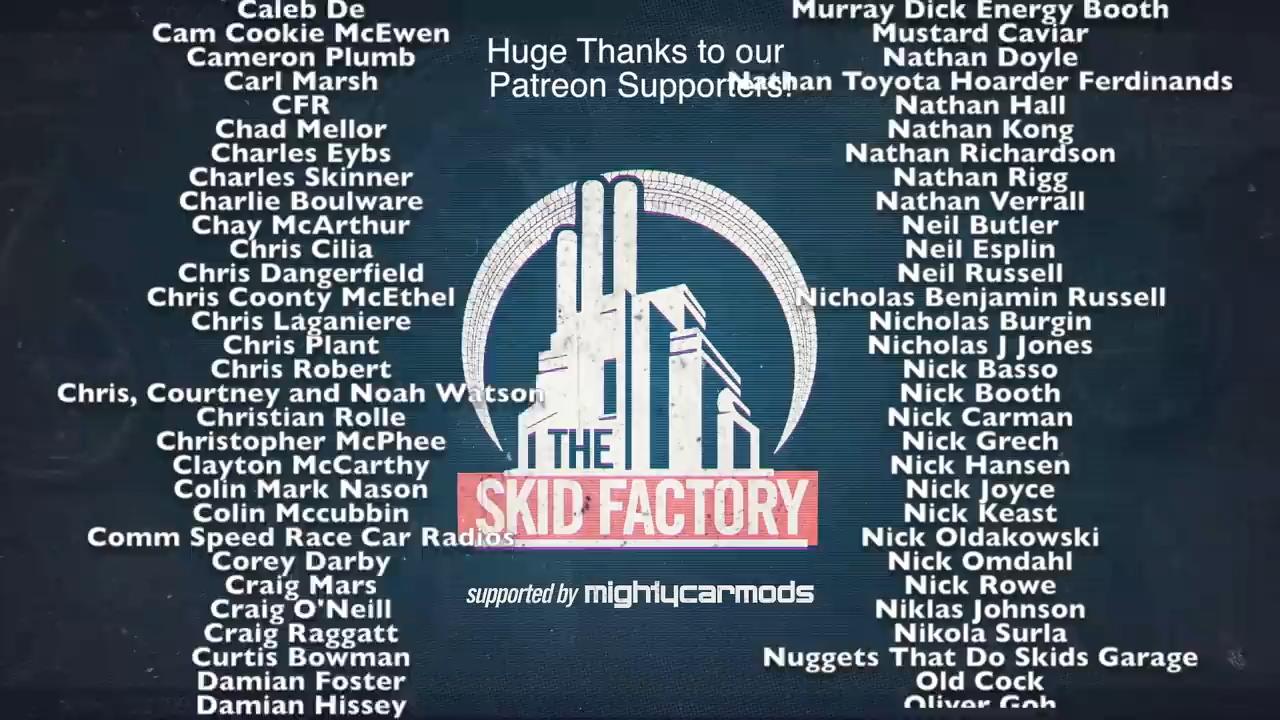 Caleb De
Cam Cookie McEwen
Cameron Plumb
Carl Marsh
CFR
Chad Mellor
Charles Eybs
Charles Skinner
Charlie Boulware
Chay McArthur
Chris Cilia
Chris Dangerfield
Chris Coonty McEthel
Chris Laganiere
Chris Plant
Chris Robert
Chris, Courtney and Noah Watson
Christian Rolle
Christopher McPhee
Clayton McCarthy
Colin Mark Nason
Colin Mccubbin
Comm Speed Race Car Radios
Corey Darby
Craig Mars
Craig O'Neill
Craig Raggatt
Curtis Bowman
Damian Foster
Damian Hissey
Huge Thanks to our
Patreon Supporters!
THE
SKID FACTORY
supported by mightycarmods
Murray Dick Energy Booth
Mustard Caviar
Nathan Doyle
Nathan Toyota Hoarder Ferdinands
Nathan Hall
Nathan Kong
Nathan Richardson
Nathan Rigg
Nathan Verrall
Neil Butler
Neil Esplin
Neil Russell
Nicholas Benjamin Russell
Nicholas Burgin
Nicholas J Jones
Nick Basso
Nick Booth
Nick Carman
Nick Grech
Nick Hansen
Nick Joyce
Nick Keast
Nick Oldakowski
Nick Omdahl
Nick Rowe
Niklas Johnson
Nikola Surla
Nuggets That Do Skids Garage
Old Cock
Oliver Goh